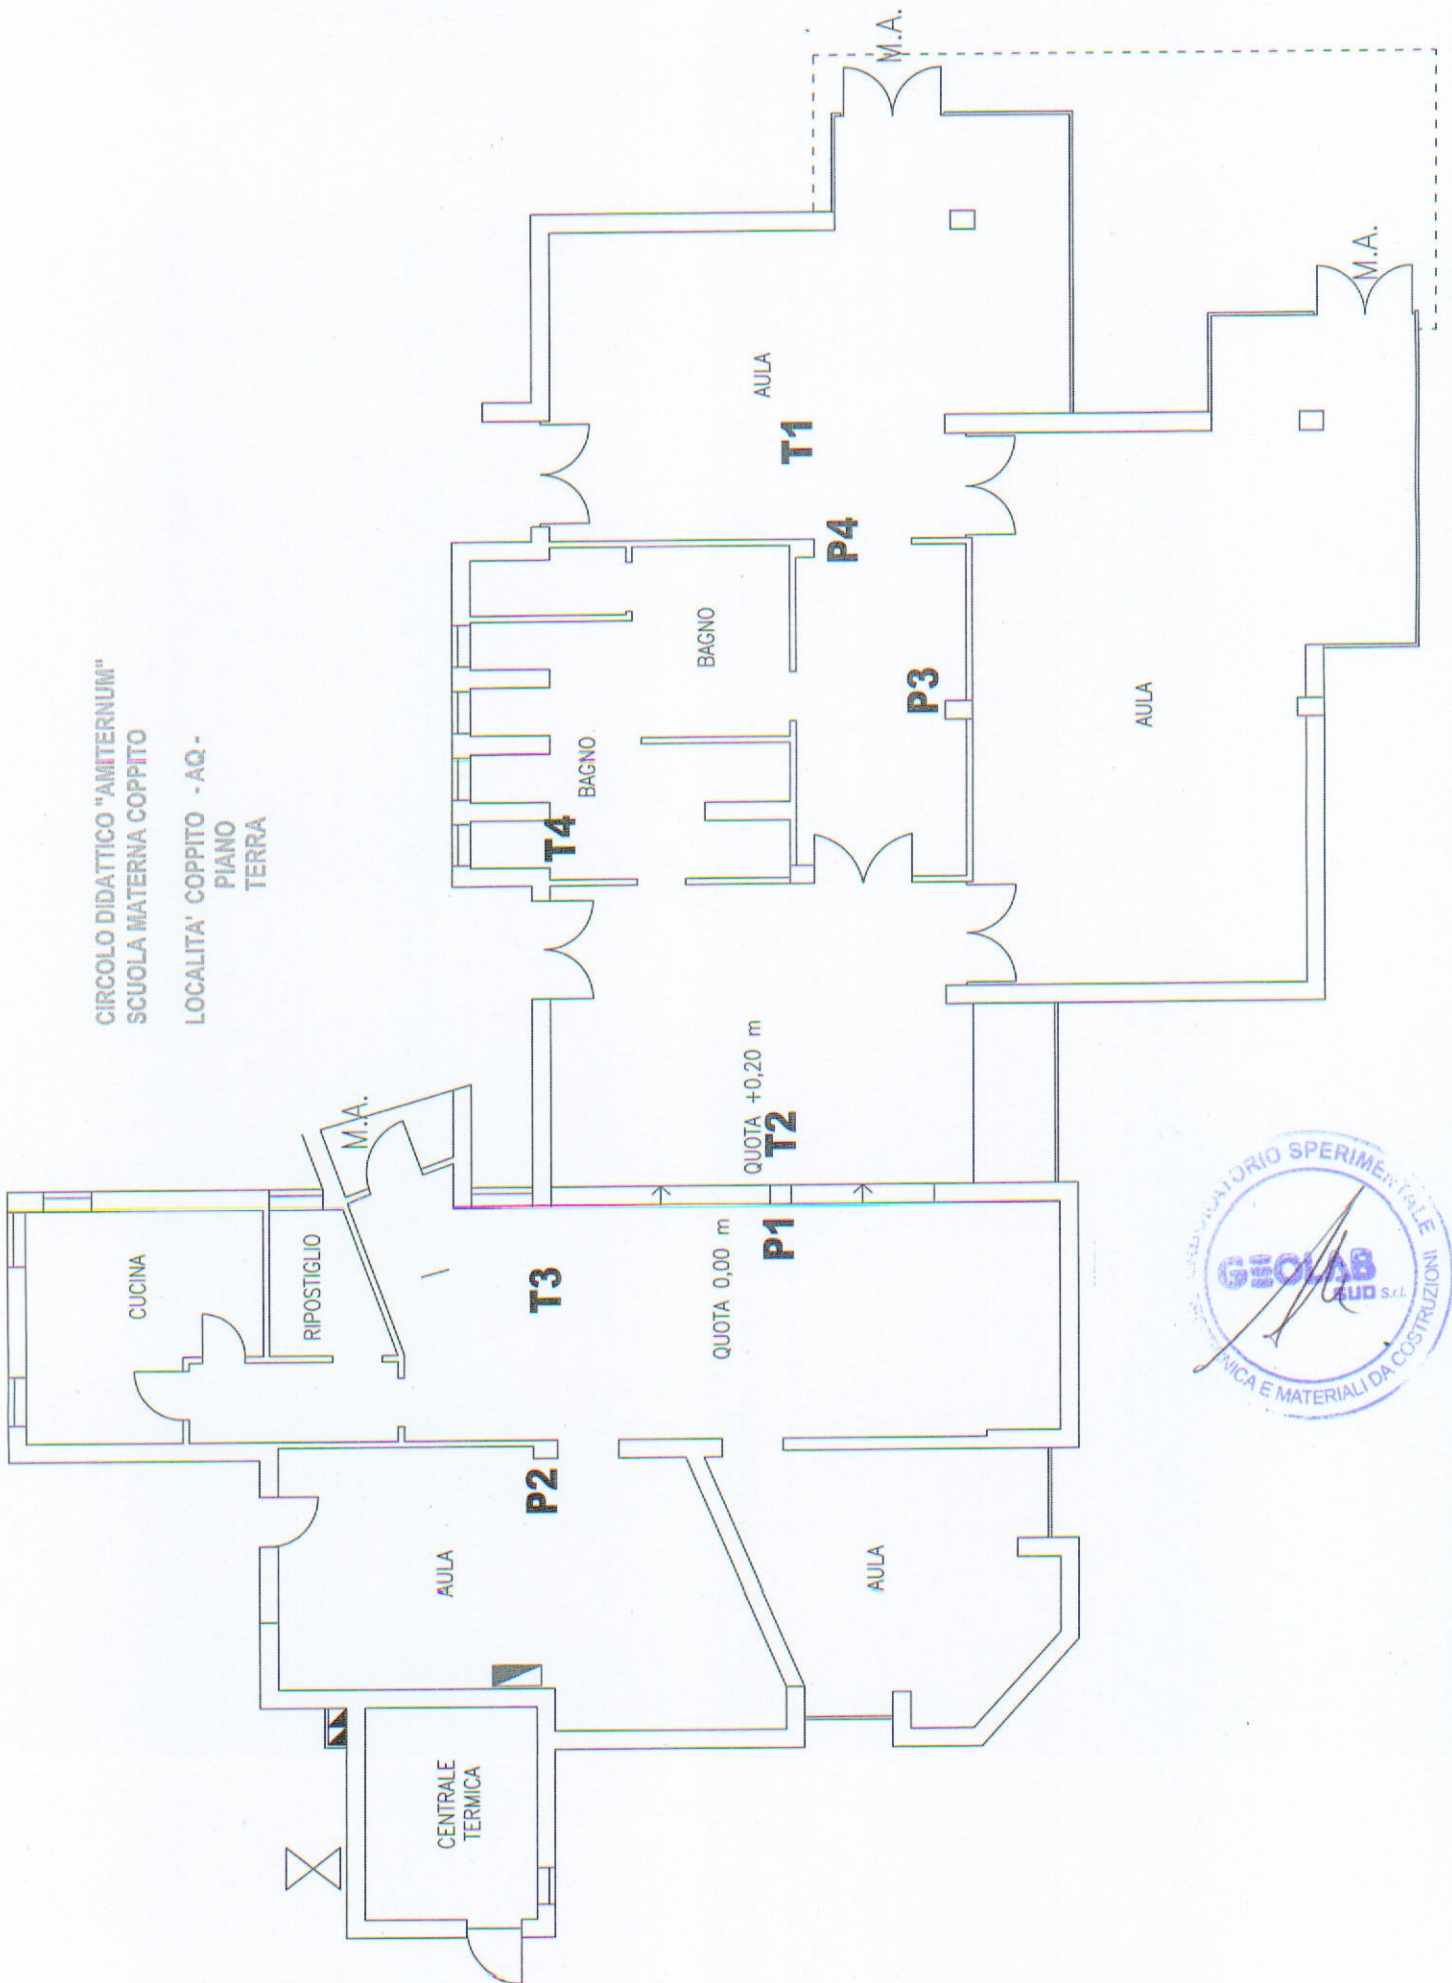 CIRCOLO DIDATTICO "AMITERNUM"
SCUOLA MATERNA COPPITO
LOCALITA' COPPITO - AQ -
PIANO
TERRA
CUCINA
RIPOSTIGLIO
M.A.
T3
QUOTA 0,00 m
P1
QUOTA +0,20 m
T2
P2
AULA
AULA
CENTRALE
TERMICA
BAGNO
BAGNO
T4
P3
P4
T1
AULA
AULA
M.A.
M.A.
SPERIMENTALE
GEOLAB
SUD S.r.l.
E MATERIALI DA COSTRUZIONI